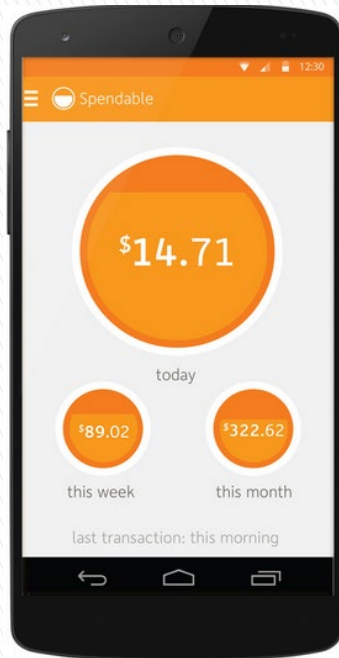 12:30
Spendable
$14.71
today
$89.02 $322.62
this week this month
last transaction: this morning